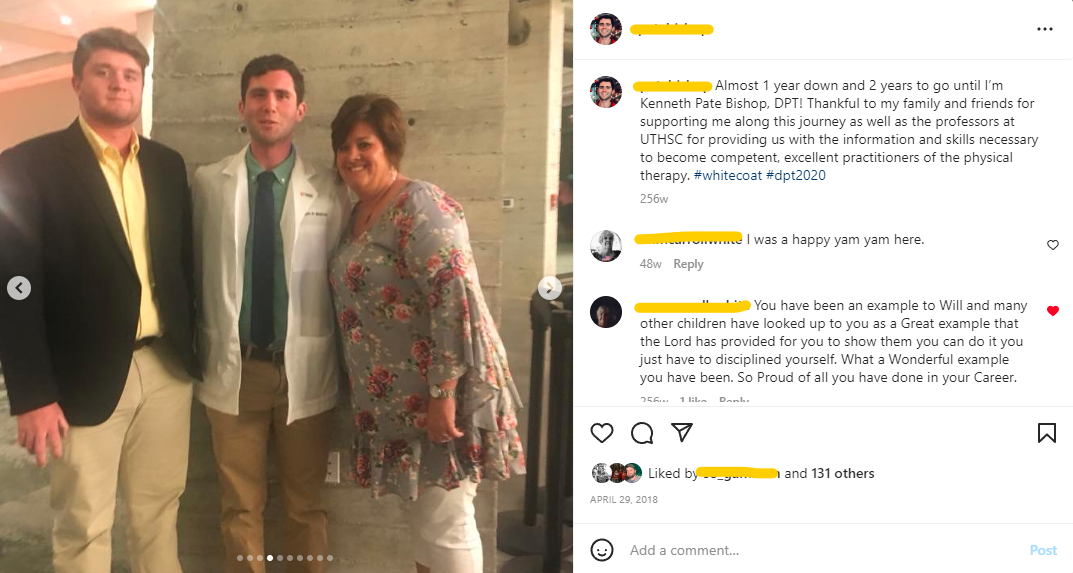 Almost 1 year down and 2 years to go until I'm
Kenneth Pate Bishop, DPT! Thankful to my family and friends for
supporting me along this journey as well as the professors at
UTHSC for providing us with the information and skills necessary
to become competent, excellent practitioners of the physical
therapy. #whitecoat #dpt2020
256w
I was a happy yam yam here.
48w Reply
You have been an example to Will and many
other children have looked up to you as a Great example that
the Lord has provided for you to show them you can do it you
just have to disciplined yourself. What a Wonderful example
you have been. So Proud of all you have done in your Career.
256w 1 like Reply
Liked by and 131 others
APRIL 29, 2018
Add a comment...
Post